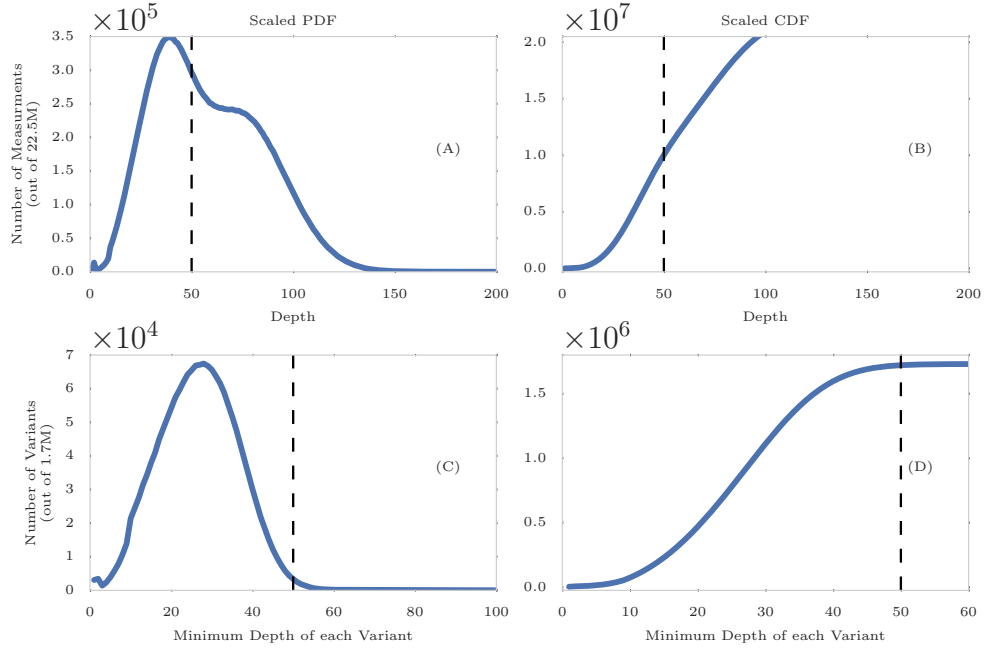 Scaled PDF
×10^5
3.5
3.0
2.5
2.0
1.5
1.0
0.5
0.0
Number of Measurments
(out of 22.5M)
(A)
0 50 100 150 200
Depth
Scaled CDF
×10^7
2.0
1.5
1.0
0.5
0.0
(B)
0 50 100 150 200
Depth
×10^4
7
6
5
4
3
2
1
0
Number of Variants
(out of 1.7M)
(C)
0 20 40 60 80 100
Minimum Depth of each Variant
×10^6
1.5
1.0
0.5
0.0
(D)
0 10 20 30 40 50 60
Minimum Depth of each Variant